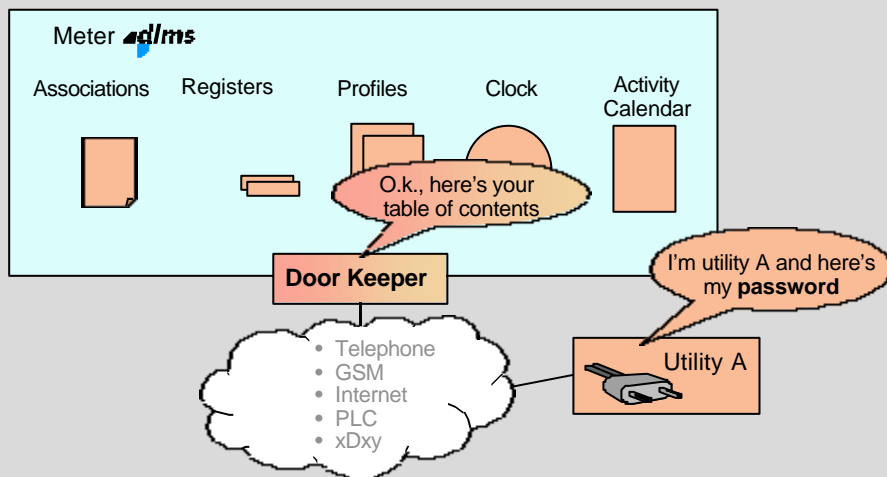 Meter dlms
Associations
Registers
Profiles
Clock
Activity
Calendar
O.k., here's your
table of contents
Door Keeper
I'm utility A and here's
my password
Utility A
• Telephone
• GSM
• Internet
• PLC
• xDxy